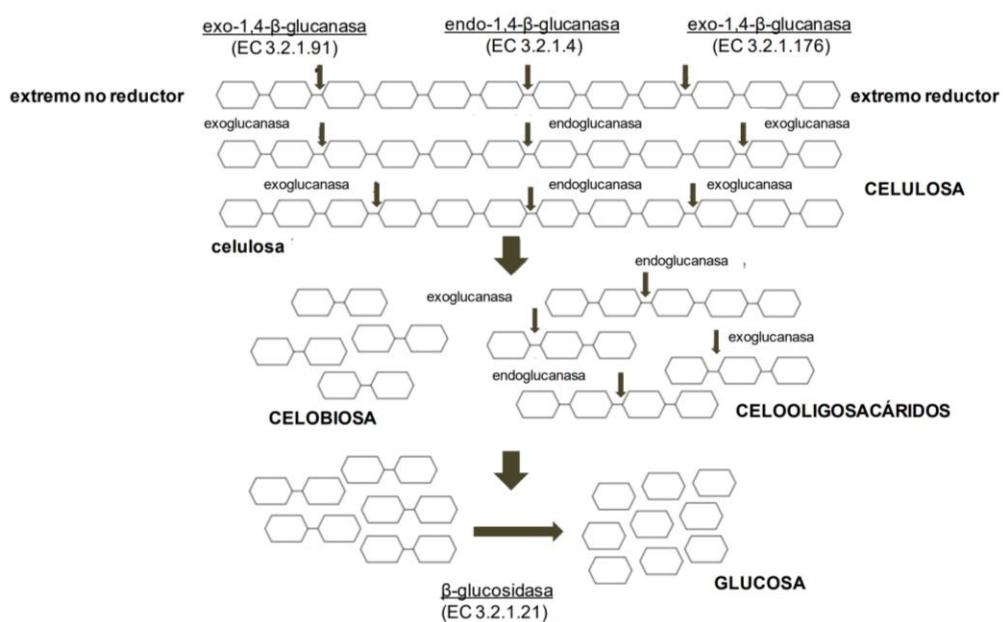 exo-1,4-β-glucanasa
(EC 3.2.1.91)
endo-1,4-β-glucanasa
(EC 3.2.1.4)
exo-1,4-β-glucanasa
(EC 3.2.1.176)
extremo no reductor
extremo reductor
exoglucanasa
endoglucanasa
exoglucanasa
exoglucanasa
endoglucanasa
exoglucanasa
CELULOSA
celulosa
endoglucanasa
exoglucanasa
exoglucanasa
endoglucanasa
CELOBIOSA
CELOOLIGOSACÁRIDOS
GLUCOSA
β-glucosidasa
(EC 3.2.1.21)